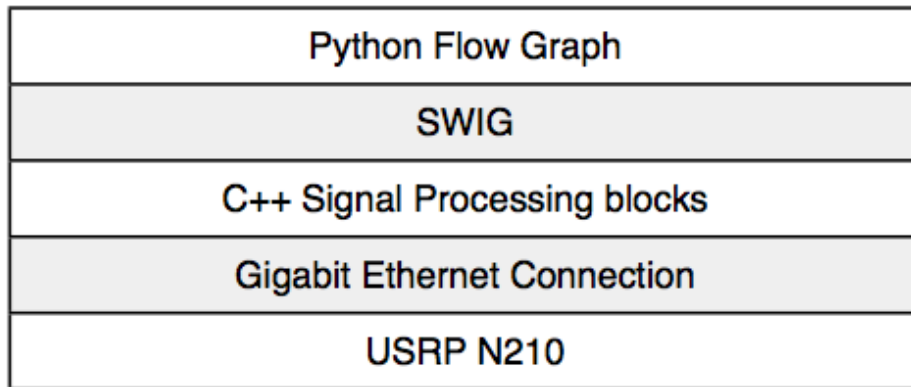 Python Flow Graph
SWIG
C++ Signal Processing blocks
Gigabit Ethernet Connection
USRP N210